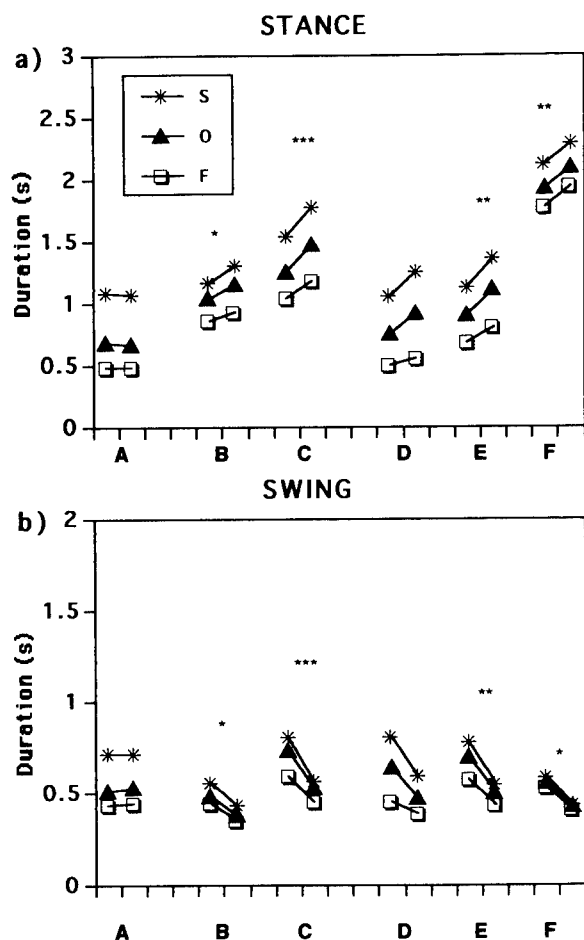 STANCE
a)
3
2.5
2
1.5
1
0.5
0
Duration (s)
S
O
F
*
***
**
**
A B C D E F
SWING
b)
2
1.5
1
0.5
0
Duration (s)
*
***
**
*
A B C D E F